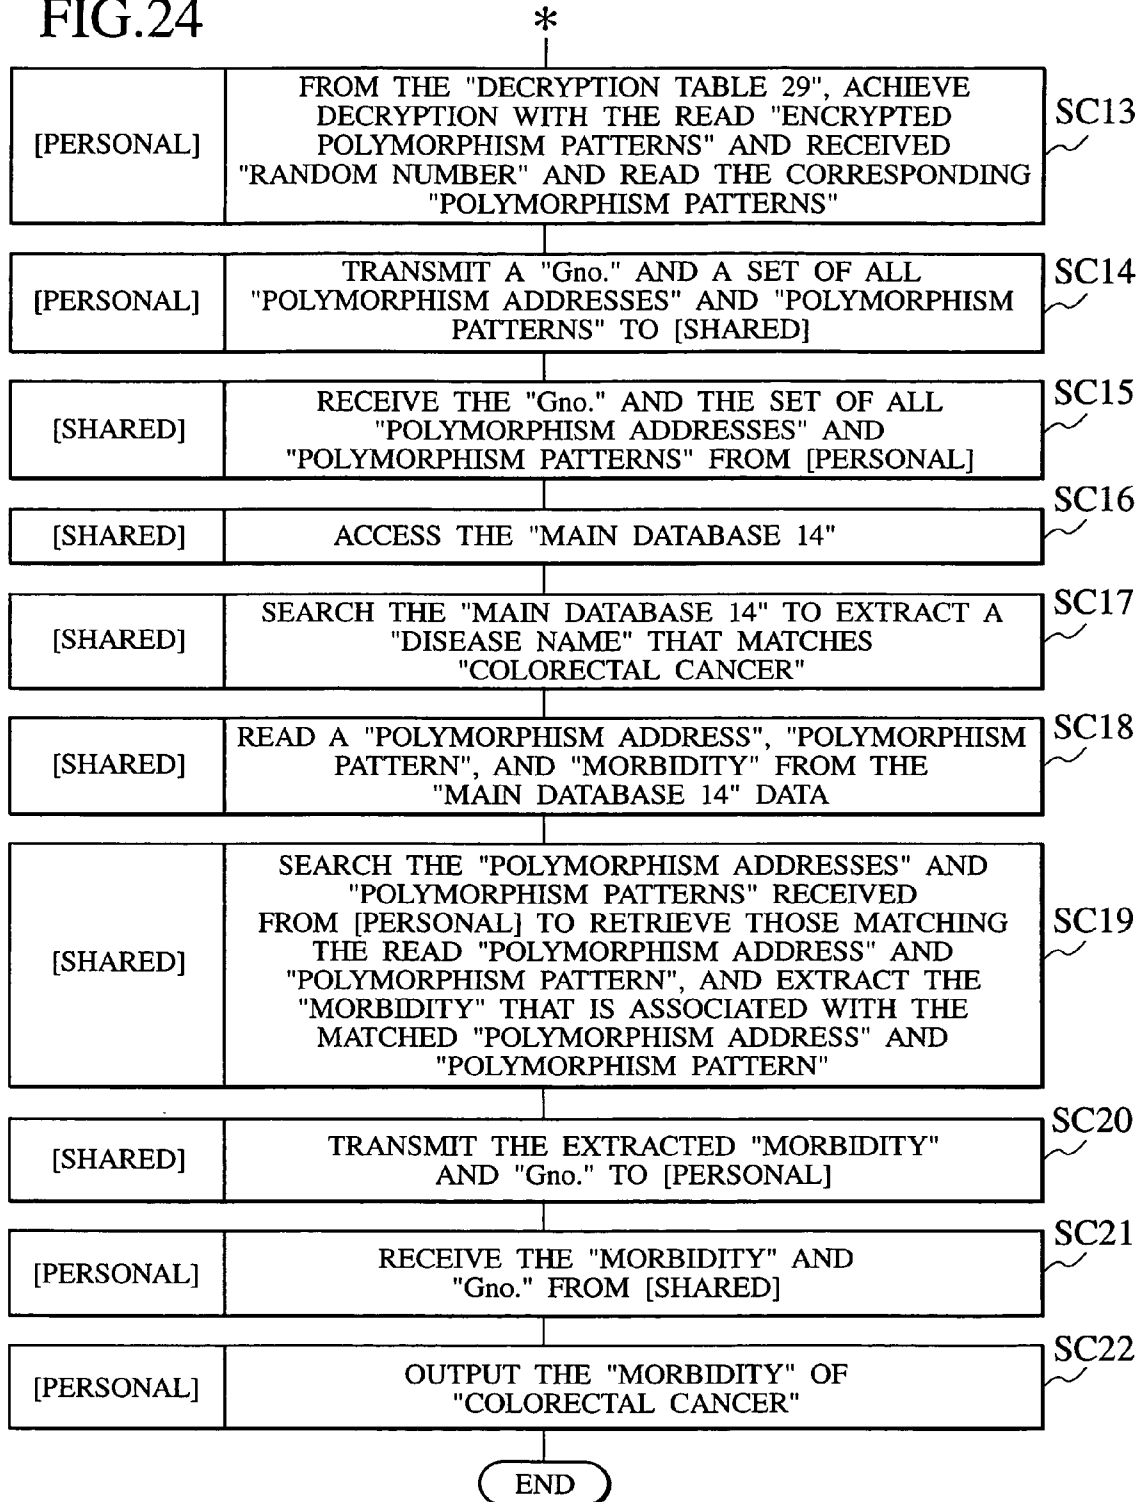 FIG.24
*
[PERSONAL]
FROM THE "DECRYPTION TABLE 29", ACHIEVE
DECRYPTION WITH THE READ "ENCRYPTED
POLYMORPHISM PATTERNS" AND RECEIVED
"RANDOM NUMBER" AND READ THE CORRESPONDING
"POLYMORPHISM PATTERNS"
SC13
[PERSONAL]
TRANSMIT A "Gno." AND A SET OF ALL
"POLYMORPHISM ADDRESSES" AND "POLYMORPHISM
PATTERNS" TO [SHARED]
SC14
[SHARED]
RECEIVE THE "Gno." AND THE SET OF ALL
"POLYMORPHISM ADDRESSES" AND
"POLYMORPHISM PATTERNS" FROM [PERSONAL]
SC15
[SHARED]
ACCESS THE "MAIN DATABASE 14"
SC16
[SHARED]
SEARCH THE "MAIN DATABASE 14" TO EXTRACT A
"DISEASE NAME" THAT MATCHES
"COLORECTAL CANCER"
SC17
[SHARED]
READ A "POLYMORPHISM ADDRESS", "POLYMORPHISM
PATTERN", AND "MORBIDITY" FROM THE
"MAIN DATABASE 14" DATA
SC18
[SHARED]
SEARCH THE "POLYMORPHISM ADDRESSES" AND
"POLYMORPHISM PATTERNS" RECEIVED
FROM [PERSONAL] TO RETRIEVE THOSE MATCHING
THE READ "POLYMORPHISM ADDRESS" AND
"POLYMORPHISM PATTERN", AND EXTRACT THE
"MORBIDITY" THAT IS ASSOCIATED WITH THE
MATCHED "POLYMORPHISM ADDRESS" AND
"POLYMORPHISM PATTERN"
SC19
[SHARED]
TRANSMIT THE EXTRACTED "MORBIDITY"
AND "Gno." TO [PERSONAL]
SC20
[PERSONAL]
RECEIVE THE "MORBIDITY" AND
"Gno." FROM [SHARED]
SC21
[PERSONAL]
OUTPUT THE "MORBIDITY" OF
"COLORECTAL CANCER"
SC22
END